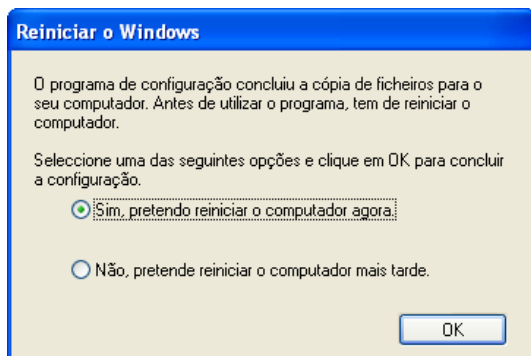 Reiniciar o Windows
O programa de configuração concluiu a cópia de ficheiros para o
seu computador. Antes de utilizar o programa, tem de reiniciar o
computador.
Seleccione uma das seguintes opções e clique em OK para concluir
a configuração.
Sim, pretendo reiniciar o computador agora.
Não, pretende reiniciar o computador mais tarde.
OK